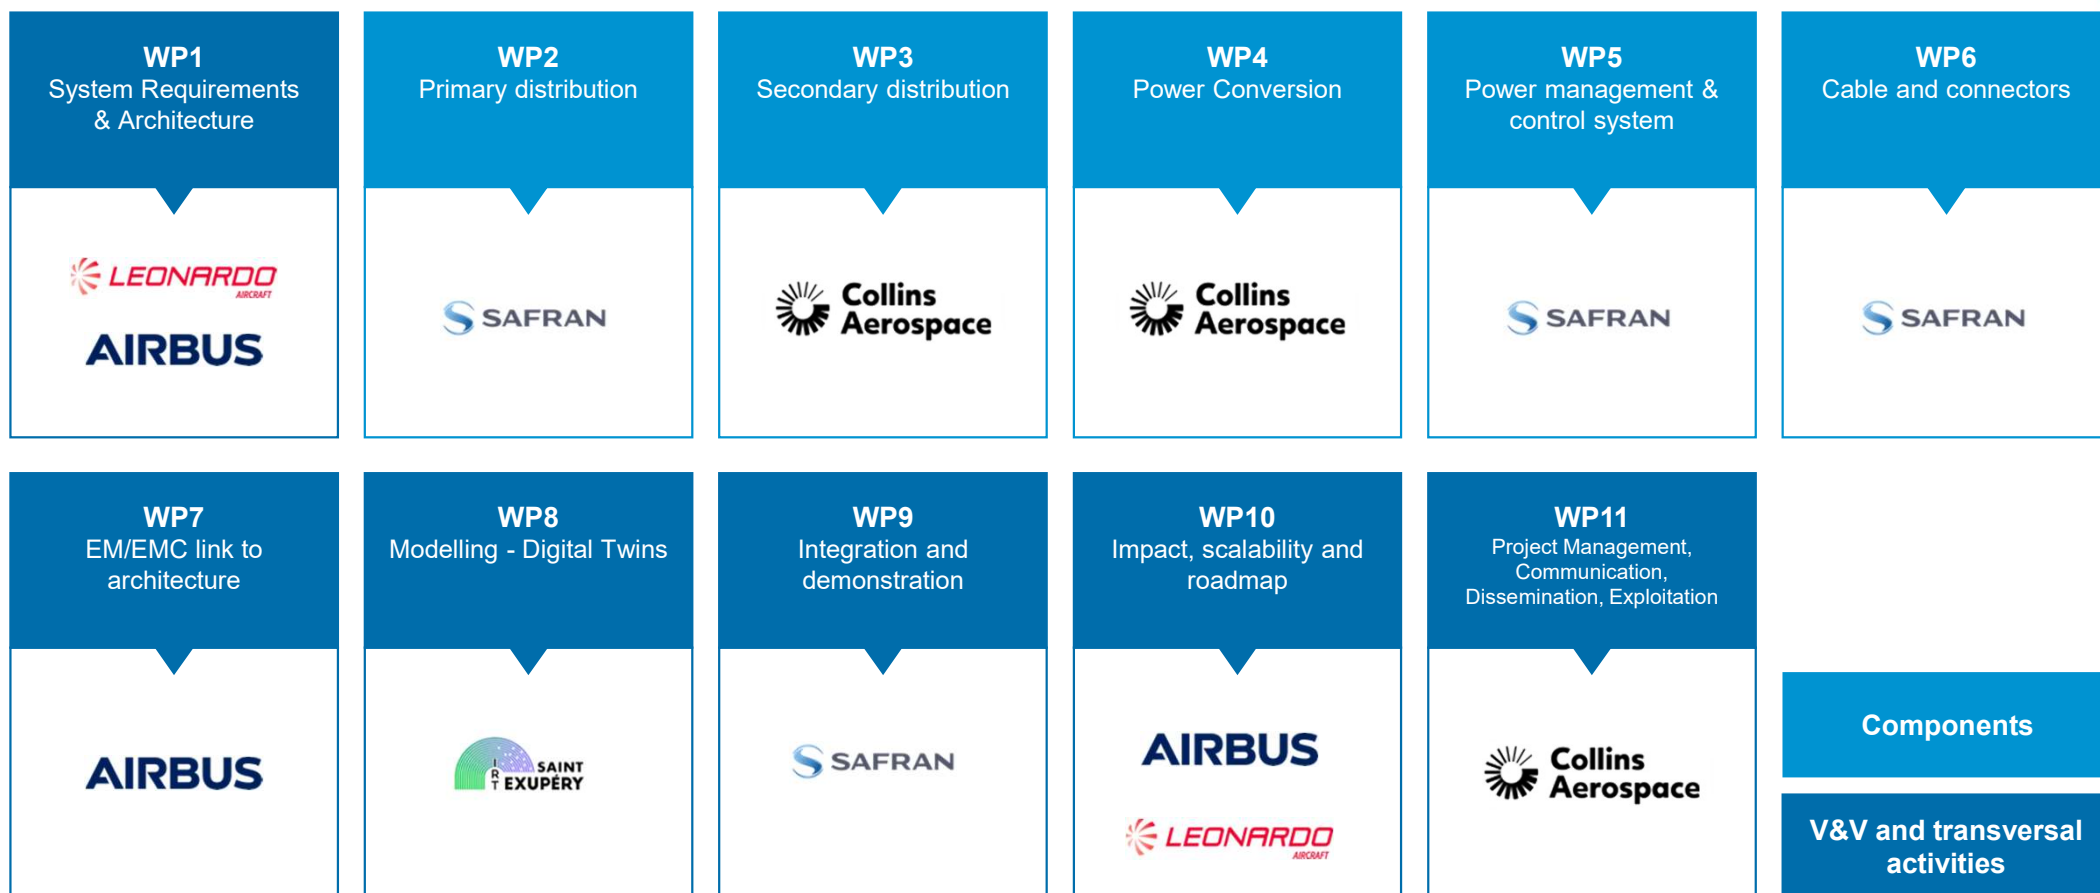 WP1
System Requirements
& Architecture
LEONARDO
AIRCRAFT
AIRBUS
WP2
Primary distribution
SAFRAN
WP3
Secondary distribution
Collins
Aerospace
WP4
Power Conversion
Collins
Aerospace
WP5
Power management &
control system
SAFRAN
WP6
Cable and connectors
SAFRAN
WP7
EM/EMC link to
architecture
AIRBUS
WP8
Modelling - Digital Twins
IRT
SAINT
EXUPÉRY
WP9
Integration and
demonstration
SAFRAN
WP10
Impact, scalability and
roadmap
AIRBUS
LEONARDO
AIRCRAFT
WP11
Project Management,
Communication,
Dissemination, Exploitation
Collins
Aerospace
Components
V&V and transversal
activities